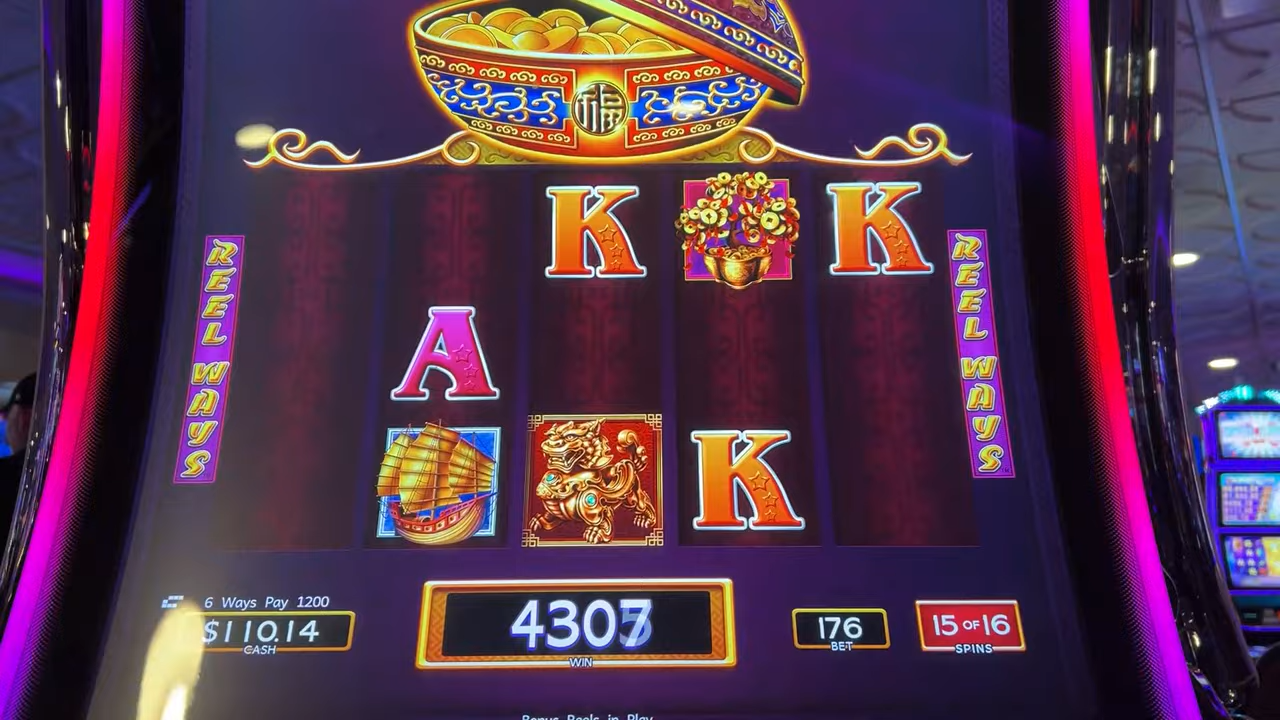 福
K K
REEL WAYS
REEL WAYS
A
K
6 Ways Pay 1200
$110.14
CASH
WIN
176
BET
15 OF 16
SPINS
Bonus Reels in Play